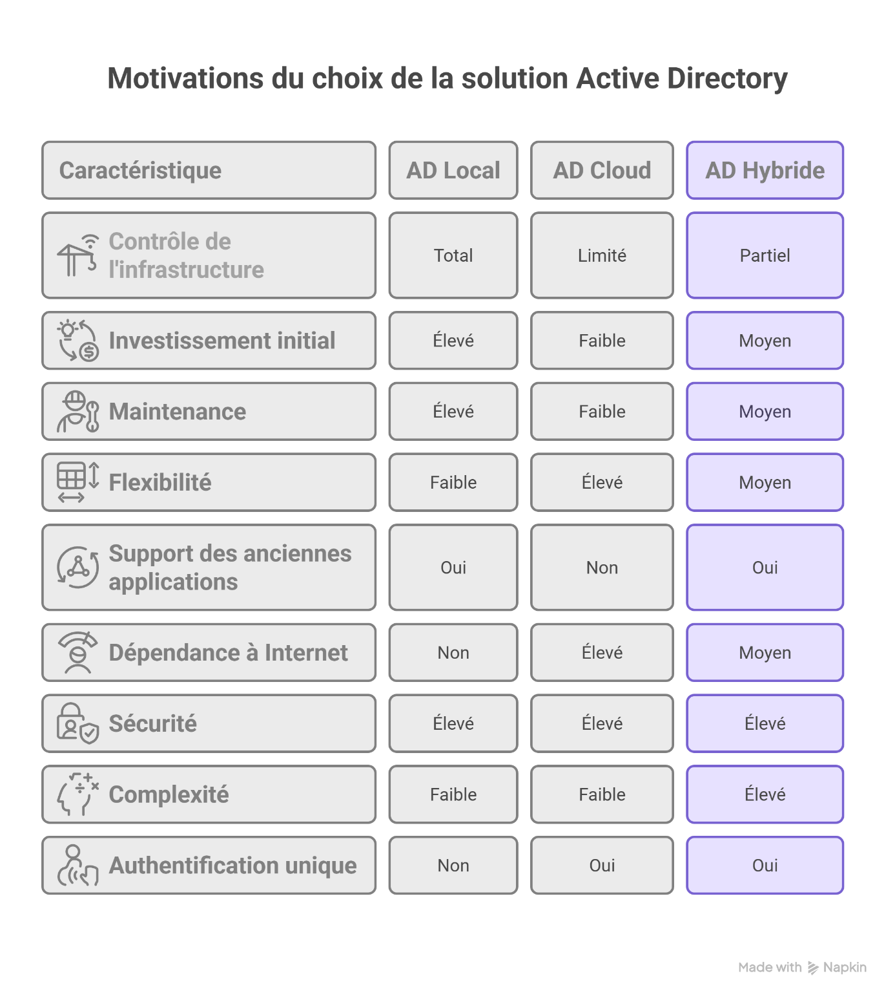 Motivations du choix de la solution Active Directory
Caractéristique AD Local AD Cloud AD Hybride
Contrôle de
l'infrastructure Total Limité Partiel
Investissement initial Élevé Faible Moyen
Maintenance Élevé Faible Moyen
Flexibilité Faible Élevé Moyen
Support des anciennes
applications Oui Non Oui
Dépendance à Internet Non Élevé Moyen
Sécurité Élevé Élevé Élevé
Complexité Faible Faible Élevé
Authentification unique Non Oui Oui
Made with Napkin